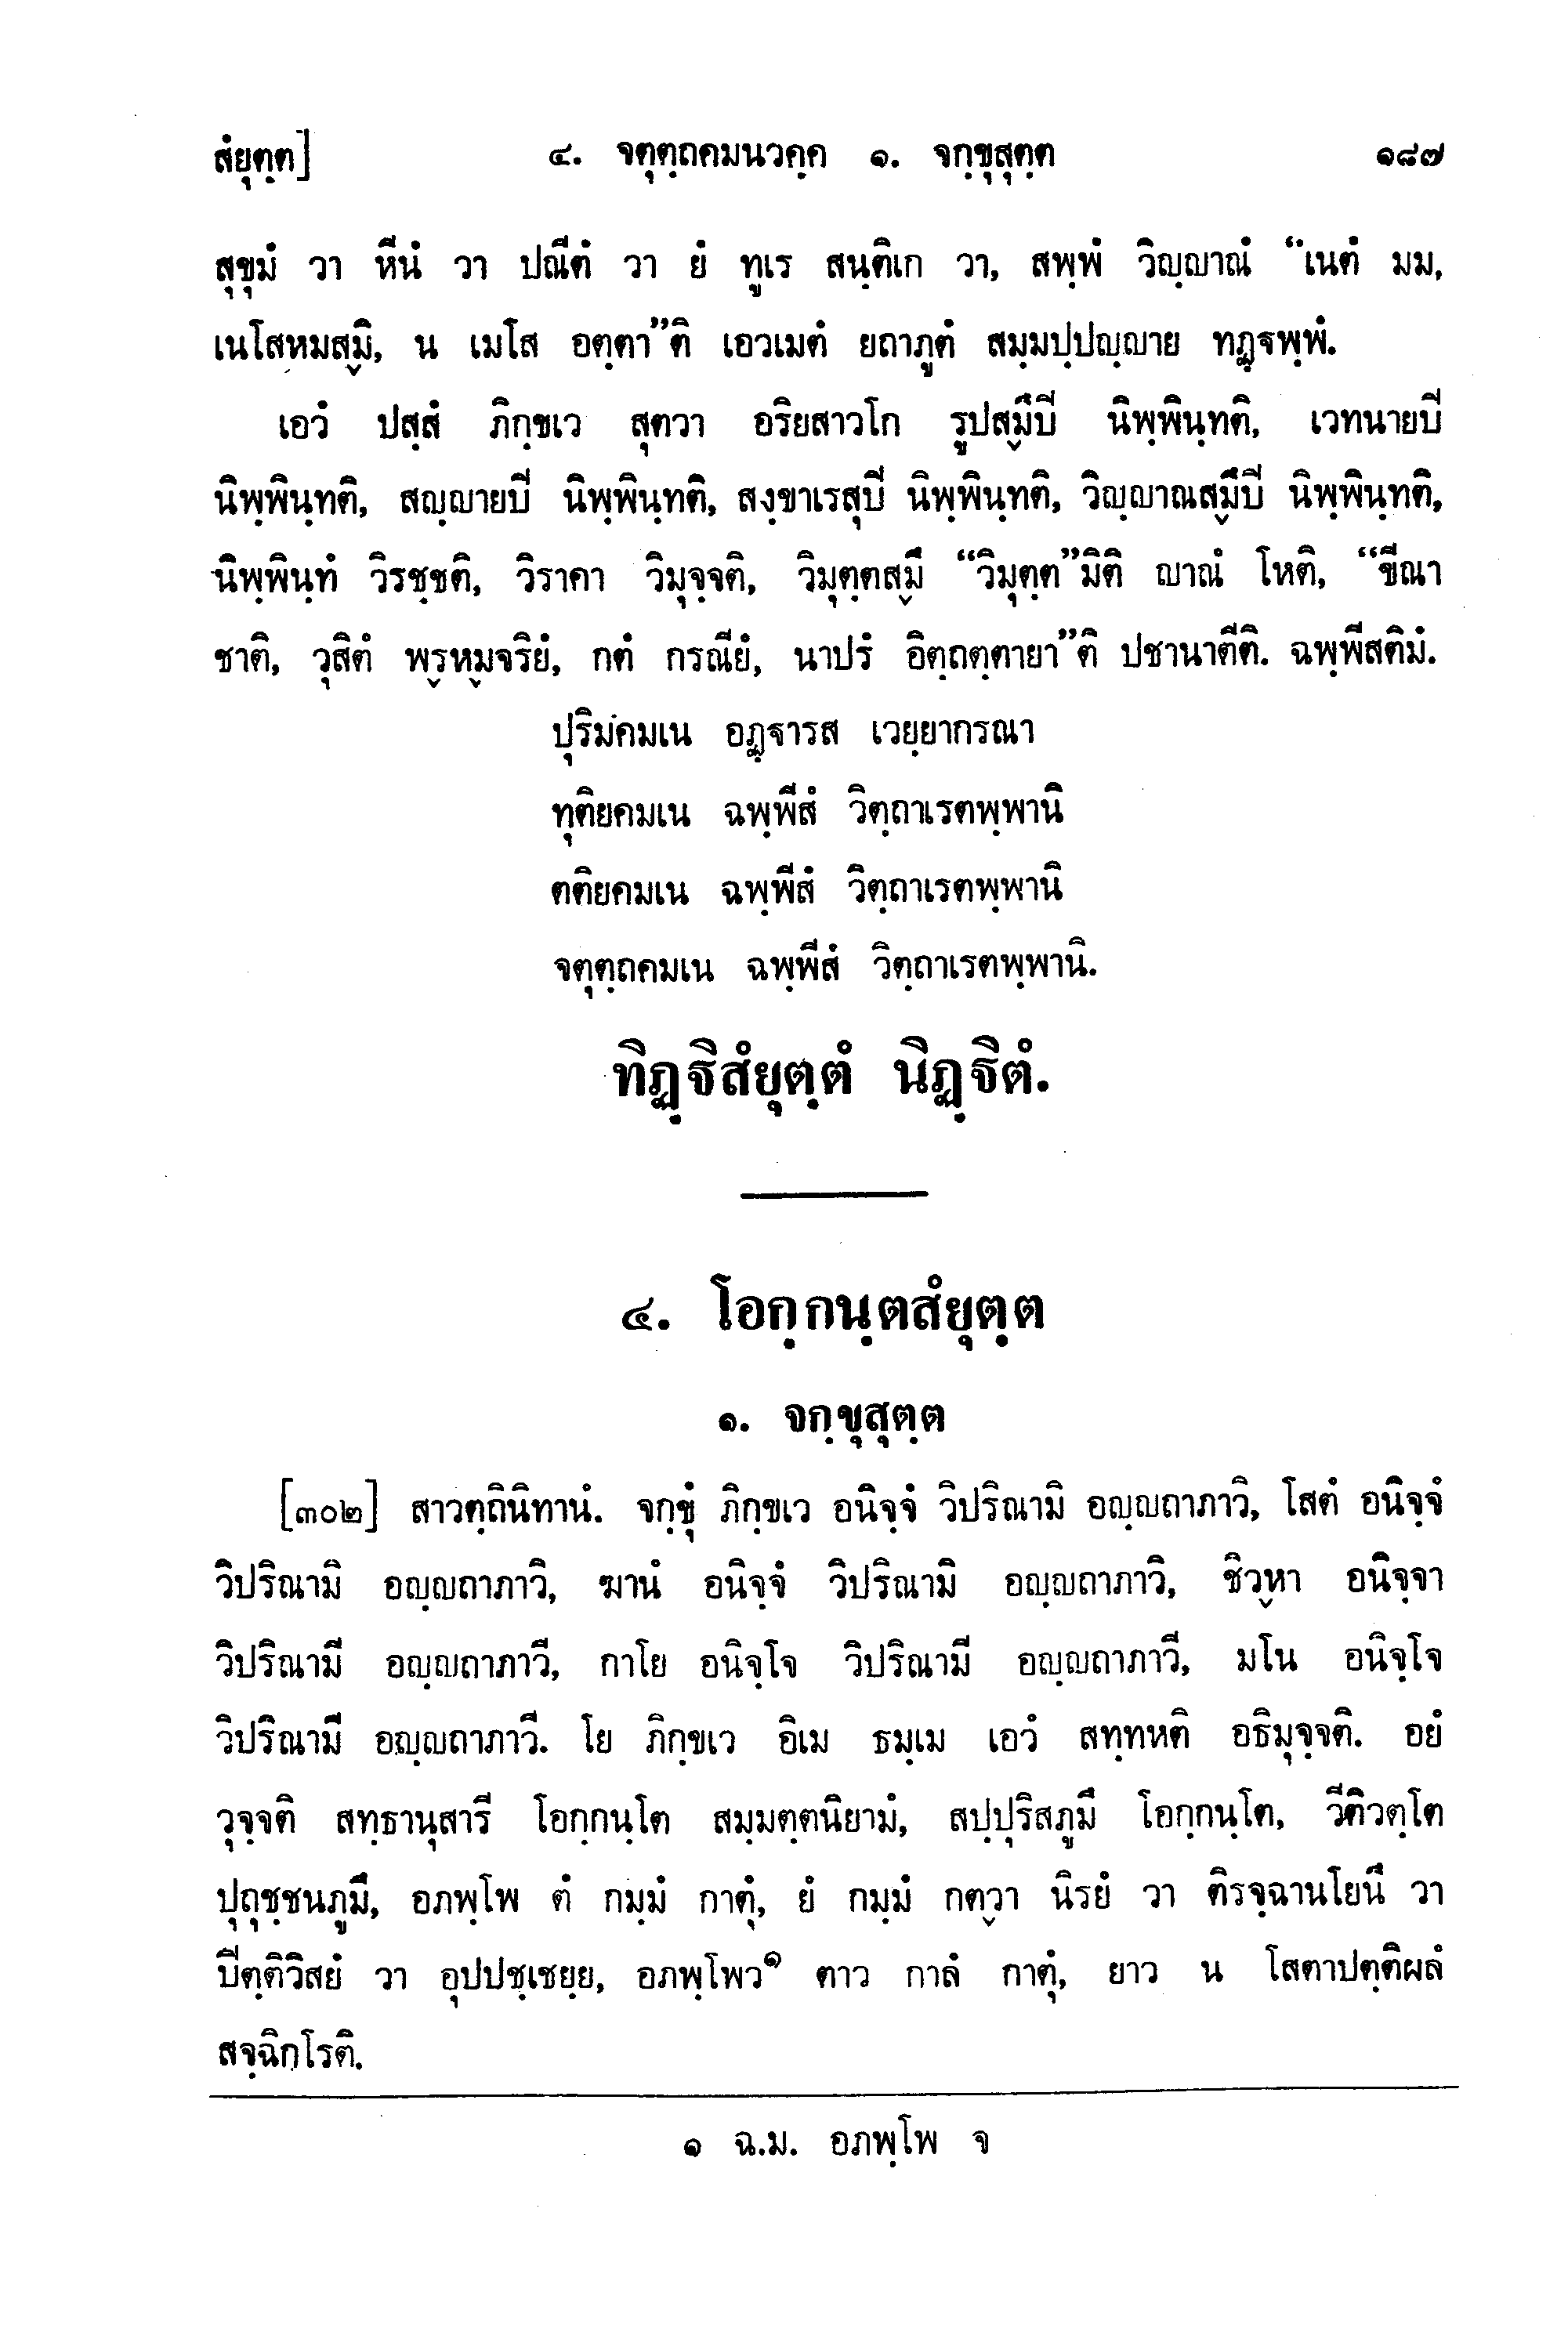 สํยุตฺต] ๔. จตุตฺถคมนวคฺค ๑. จกฺขุสุตฺต ๑๘๗
สุขุมํ วา หีนํ วา ปณีตํ วา ยํ ทูเร สนฺติเก วา, สพฺพํ วิญฺญาณํ “เนตํ มม,
เนโสหมสฺมิ, น เมโส อตฺตา”ติ เอวเมตํ ยถาภูตํ สมฺมปฺปญฺญาย ทฏฺฐพฺพํ.
เอวํ ปสฺสํ ภิกฺขเว สุตวา อริยสาวโก รูปสฺมึปี นิพฺพินฺทติ, เวทนายปี
นิพฺพินฺทติ, สญฺญายปี นิพฺพินฺทติ, สงฺขาเรสุปี นิพฺพินฺทติ, วิญฺญาณสฺมึปี นิพฺพินฺทติ,
นิพฺพินฺทํ วิรชฺชติ, วิราคา วิมุจฺจติ, วิมุตฺตสฺมึ “วิมุตฺต”มิติ ญาณํ โหติ, “ขีณา
ชาติ, วุสิตํ พฺรหฺมจริยํ, กตํ กรณียํ, นาปรํ อิตฺถตฺตายา”ติ ปชานาตีติ. ฉพฺพีสติมํ.
ปุริมคมเน อฏฺฐารส เวยฺยากรณา
ทุติยคมเน ฉพฺพีสํ วิตฺถาเรตพฺพานิ
ตติยคมเน ฉพฺพีสํ วิตฺถาเรตพฺพานิ
จตุตฺถคมเน ฉพฺพีสํ วิตฺถาเรตพฺพานิ.
ทิฏฺฐิสํยุตฺตํ นิฏฺฐิตํ.
๔. โอกฺกนฺตสํยุตฺต
๑. จกฺขุสุตฺต
[๓๐๒] สาวตฺถินิทานํ. จกฺขุํ ภิกฺขเว อนิจฺจํ วิปริณามิ อญฺญถาภาวิ, โสตํ อนิจฺจํ
วิปริณามิ อญฺญถาภาวิ, ฆานํ อนิจฺจํ วิปริณามิ อญฺญถาภาวิ, ชิวฺหา อนิจฺจา
วิปริณามี อญฺญถาภาวี, กาโย อนิจฺโจ วิปริณามี อญฺญถาภาวี, มโน อนิจฺโจ
วิปริณามี อญฺญถาภาวี. โย ภิกฺขเว อิเม ธมฺเม เอวํ สทฺทหติ อธิมุจฺจติ. อยํ
วุจฺจติ สทฺธานุสารี โอกฺกนฺโต สมฺมตฺตนิยามํ, สปฺปุริสภูมึ โอกฺกนฺโต, วีติวตฺโต
ปุถุชฺชนภูมึ, อภพฺโพ ตํ กมฺมํ กาตุํ, ยํ กมฺมํ กตฺวา นิรยํ วา ติรจฺฉานโยนึ วา
ปีตฺติวิสยํ วา อุปปชฺเชยฺย, อภพฺโพว๑ ตาว กาลํ กาตุํ, ยาว น โสตาปตฺติผลํ
สจฺฉิกโรติ.
๑ ฉ.ม. อภพฺโพ จ